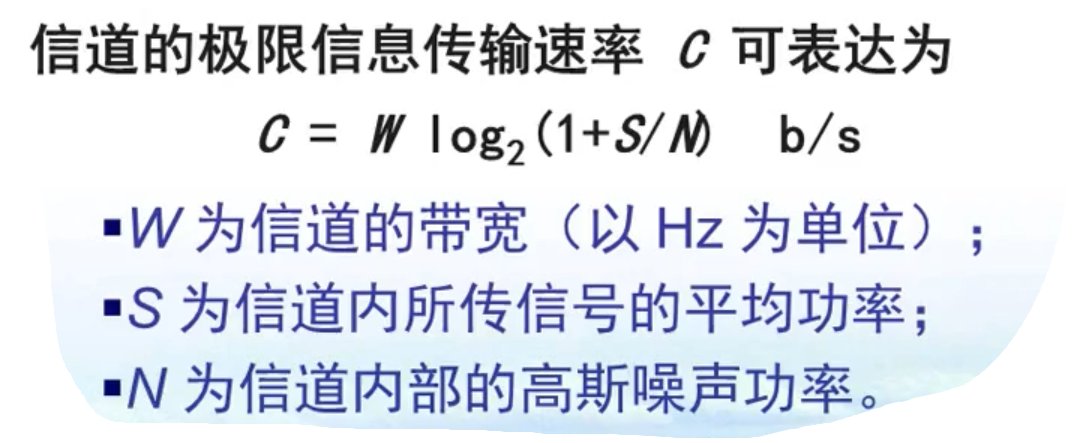 信道的极限信息传输速率 C 可表达为
C = W log₂(1+S/N) b/s
▪W 为信道的带宽（以 Hz 为单位）;
▪S 为信道内所传信号的平均功率;
▪N 为信道内部的高斯噪声功率。